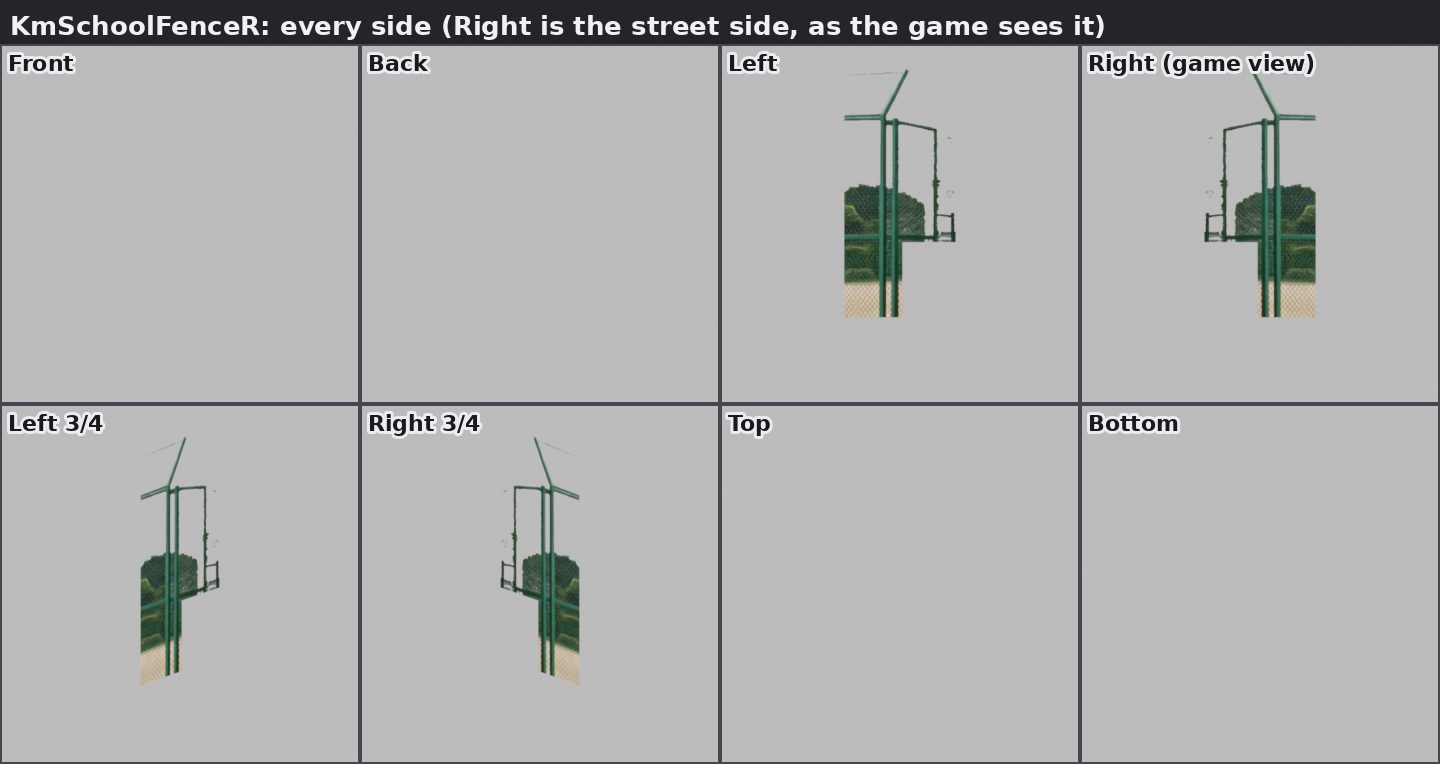 KmSchoolFenceR: every side (Right is the street side, as the game sees it)
Front
Back
Left
Right (game view)
Left 3/4
Right 3/4
Top
Bottom